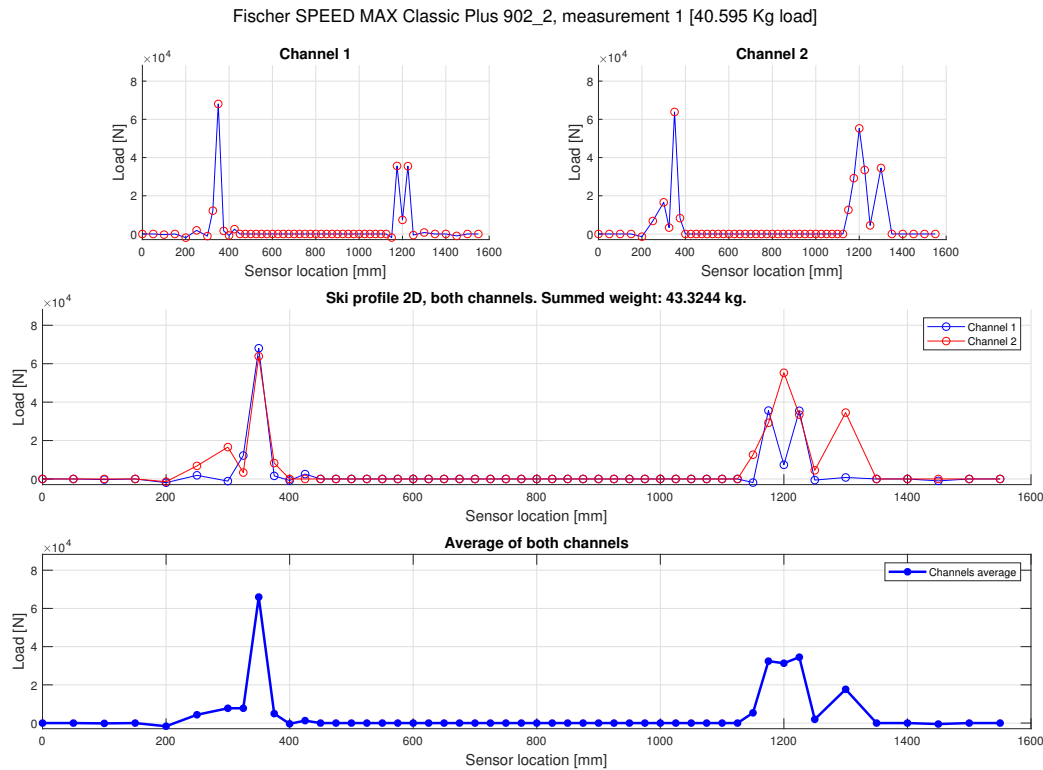 Fischer SPEED MAX Classic Plus 902_2, measurement 1 [40.595 Kg load]
Channel 1
×10⁴
8
6
4
2
0
Load [N]
0 200 400 600 800 1000 1200 1400 1600
Sensor location [mm]
Channel 2
×10⁴
8
6
4
2
0
Load [N]
0 200 400 600 800 1000 1200 1400 1600
Sensor location [mm]
Ski profile 2D, both channels. Summed weight: 43.3244 kg.
×10⁴
8
6
4
2
0
Load [N]
Channel 1
Channel 2
0 200 400 600 800 1000 1200 1400 1600
Sensor location [mm]
Average of both channels
×10⁴
8
6
4
2
0
Load [N]
Channels average
0 200 400 600 800 1000 1200 1400 1600
Sensor location [mm]